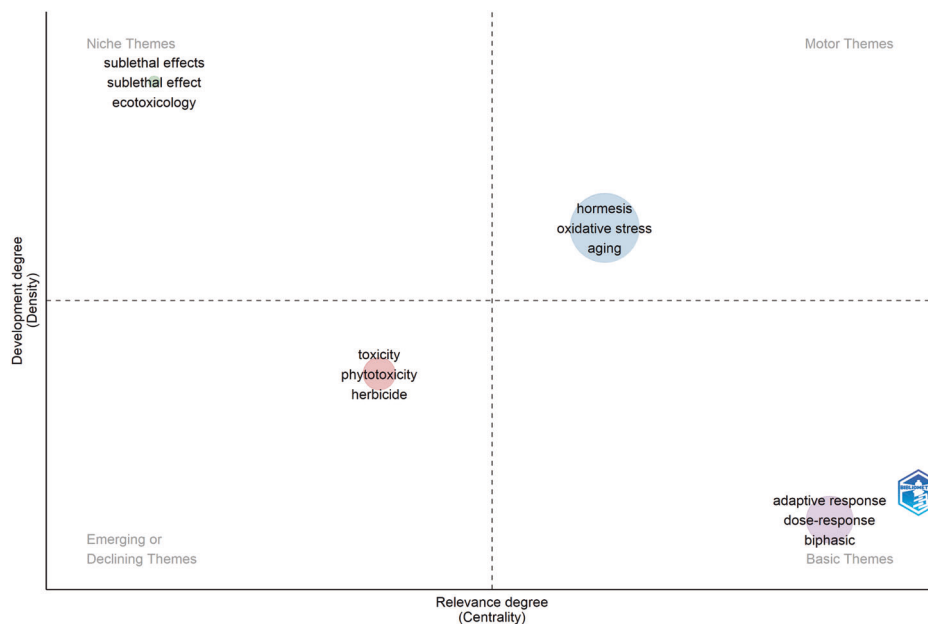 Niche Themes
sublethal effects
sublethal effect
ecotoxicology
Motor Themes
hormesis
oxidative stress
aging
Development degree
(Density)
toxicity
phytotoxicity
herbicide
adaptive response
dose-response
biphasic
Emerging or
Declining Themes
Basic Themes
Relevance degree
(Centrality)